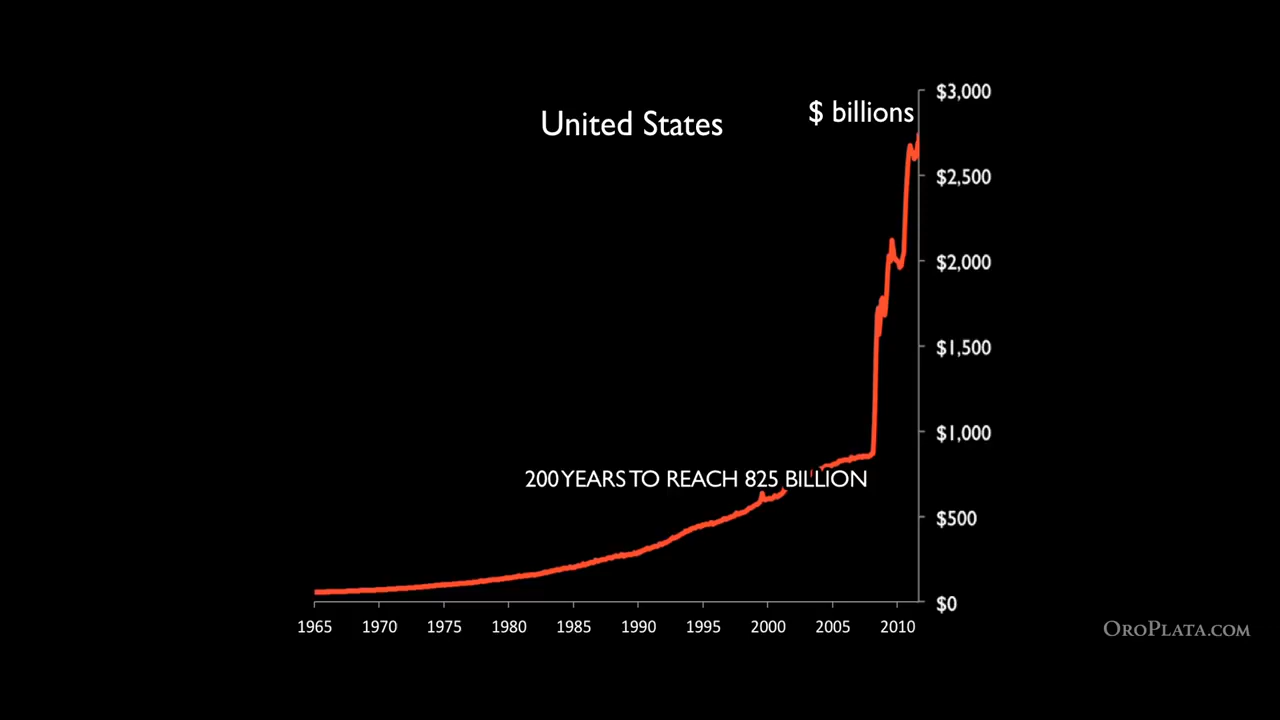 United States
$ billions
$3,000
$2,500
$2,000
$1,500
$1,000
$500
$0
200 YEARS TO REACH 825 BILLION
1965 1970 1975 1980 1985 1990 1995 2000 2005 2010
OROPLATA.COM